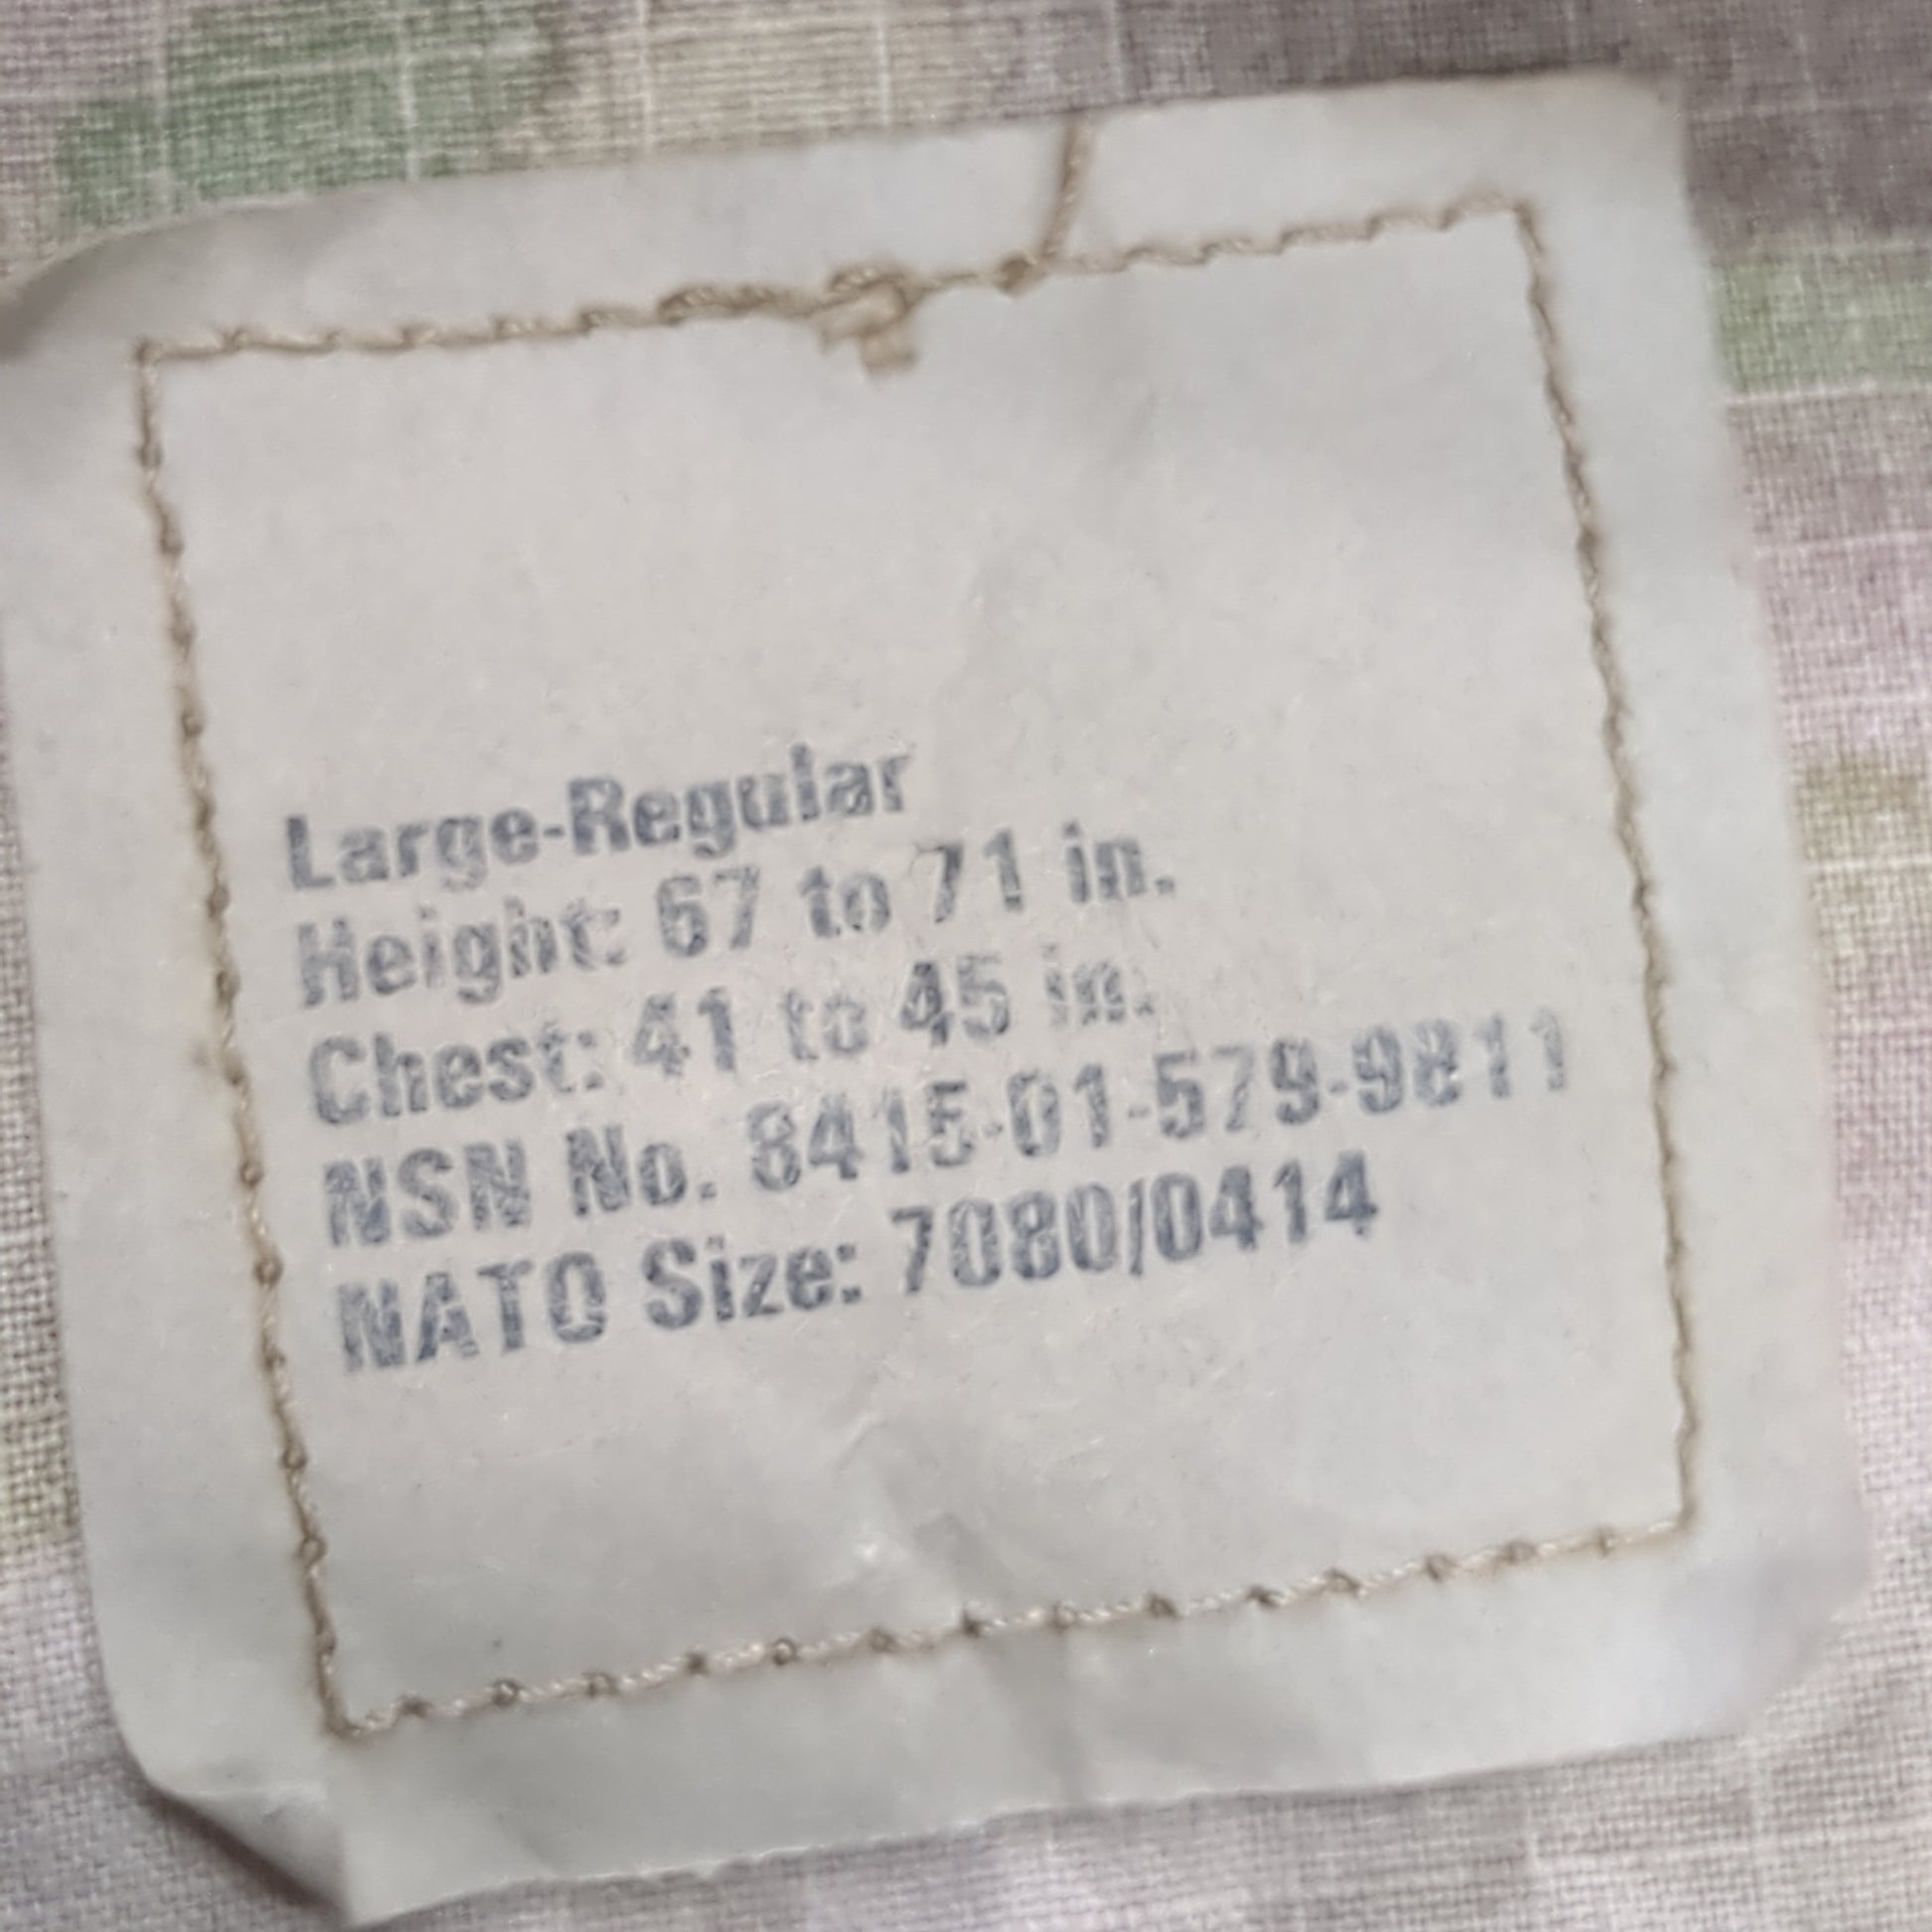 Large-Regular
Height: 67 to 71 in.
Chest: 41 to 45 in.
NSN No. 8415-01-579-9811
NATO Size: 7080/0414